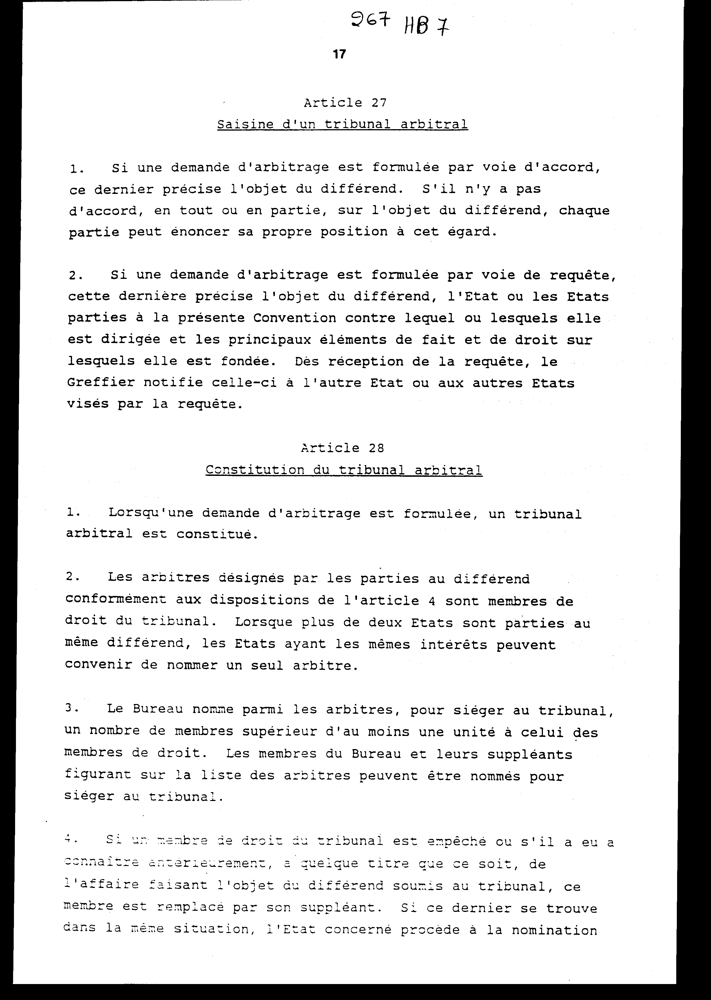 967 HB 7
17
Article 27
Saisine d'un tribunal arbitral
1. Si une demande d'arbitrage est formulée par voie d'accord,
ce dernier précise l'objet du différend. S'il n'y a pas
d'accord, en tout ou en partie, sur l'objet du différend, chaque
partie peut énoncer sa propre position à cet égard.
2. Si une demande d'arbitrage est formulée par voie de requête,
cette dernière précise l'objet du différend, l'Etat ou les Etats
parties à la présente Convention contre lequel ou lesquels elle
est dirigée et les principaux éléments de fait et de droit sur
lesquels elle est fondée. Dès réception de la requête, le
Greffier notifie celle-ci à l'autre Etat ou aux autres Etats
visés par la requête.
Article 28
Constitution du tribunal arbitral
1. Lorsqu'une demande d'arbitrage est formulée, un tribunal
arbitral est constitué.
2. Les arbitres désignés par les parties au différend
conformément aux dispositions de l'article 4 sont membres de
droit du tribunal. Lorsque plus de deux Etats sont parties au
même différend, les Etats ayant les mêmes intérêts peuvent
convenir de nommer un seul arbitre.
3. Le Bureau nomme parmi les arbitres, pour siéger au tribunal,
un nombre de membres supérieur d'au moins une unité à celui des
membres de droit. Les membres du Bureau et leurs suppléants
figurant sur la liste des arbitres peuvent être nommés pour
siéger au tribunal.
4. Si un membre de droit du tribunal est empêché ou s'il a eu a
connaître antérieurement, a quelque titre que ce soit, de
l'affaire faisant l'objet du différend soumis au tribunal, ce
membre est remplacé par son suppléant. Si ce dernier se trouve
dans la même situation, l'Etat concerné procède à la nomination